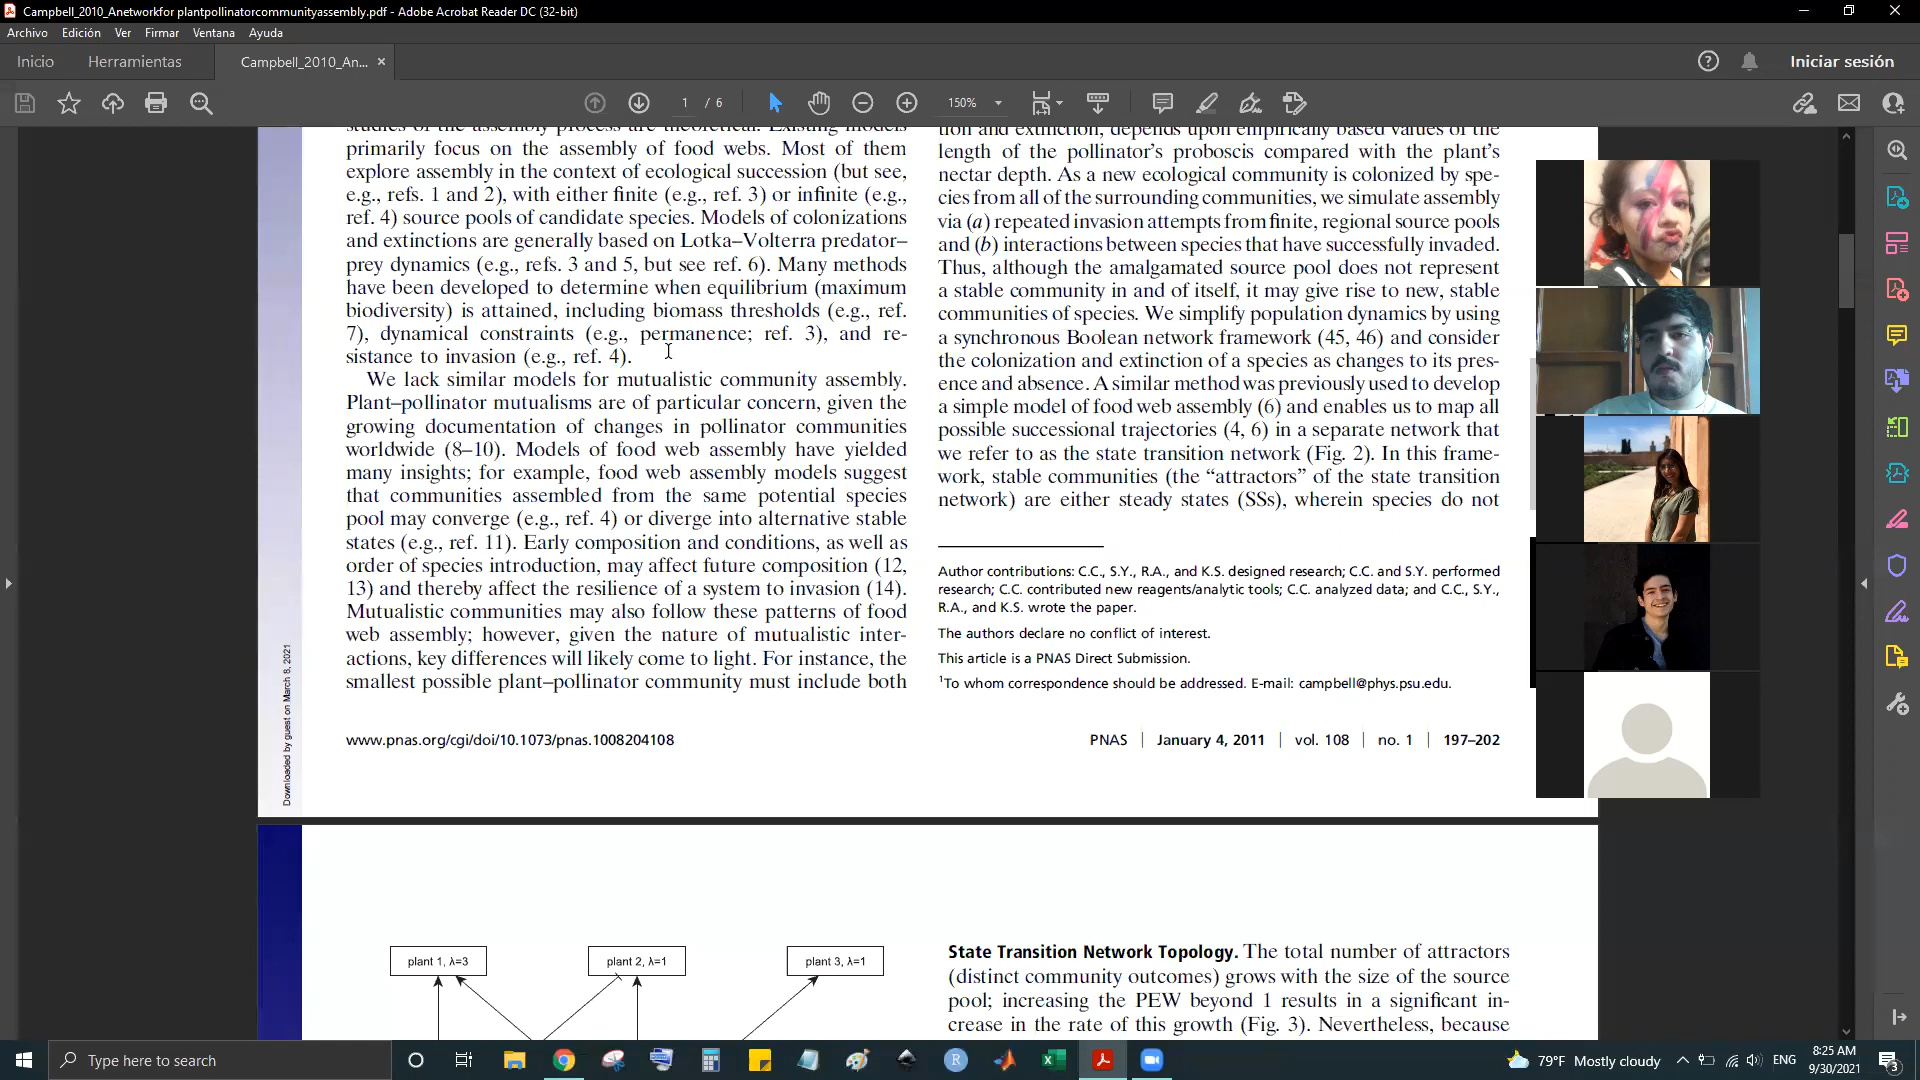 Campbell_2010_Anetworkfor plantpollinatorcommunityassembly.pdf - Adobe Acrobat Reader DC (32-bit)
Archivo Edición Ver Firmar Ventana Ayuda
Inicio Herramientas Campbell_2010_An... × Iniciar sesión
1 / 6 150%
studies of the assembly process are theoretical. Existing models
primarily focus on the assembly of food webs. Most of them
explore assembly in the context of ecological succession (but see,
e.g., refs. 1 and 2), with either finite (e.g., ref. 3) or infinite (e.g.,
ref. 4) source pools of candidate species. Models of colonizations
and extinctions are generally based on Lotka–Volterra predator–
prey dynamics (e.g., refs. 3 and 5, but see ref. 6). Many methods
have been developed to determine when equilibrium (maximum
biodiversity) is attained, including biomass thresholds (e.g., ref.
7), dynamical constraints (e.g., permanence; ref. 3), and re-
sistance to invasion (e.g., ref. 4).
We lack similar models for mutualistic community assembly.
Plant–pollinator mutualisms are of particular concern, given the
growing documentation of changes in pollinator communities
worldwide (8–10). Models of food web assembly have yielded
many insights; for example, food web assembly models suggest
that communities assembled from the same potential species
pool may converge (e.g., ref. 4) or diverge into alternative stable
states (e.g., ref. 11). Early composition and conditions, as well as
order of species introduction, may affect future composition (12,
13) and thereby affect the resilience of a system to invasion (14).
Mutualistic communities may also follow these patterns of food
web assembly; however, given the nature of mutualistic inter-
actions, key differences will likely come to light. For instance, the
smallest possible plant–pollinator community must include both
tion and extinction, depends upon empirically based values of the
length of the pollinator's proboscis compared with the plant's
nectar depth. As a new ecological community is colonized by spe-
cies from all of the surrounding communities, we simulate assembly
via (a) repeated invasion attempts from finite, regional source pools
and (b) interactions between species that have successfully invaded.
Thus, although the amalgamated source pool does not represent
a stable community in and of itself, it may give rise to new, stable
communities of species. We simplify population dynamics by using
a synchronous Boolean network framework (45, 46) and consider
the colonization and extinction of a species as changes to its pres-
ence and absence. A similar method was previously used to develop
a simple model of food web assembly (6) and enables us to map all
possible successional trajectories (4, 6) in a separate network that
we refer to as the state transition network (Fig. 2). In this frame-
work, stable communities (the “attractors” of the state transition
network) are either steady states (SSs), wherein species do not
Author contributions: C.C., S.Y., R.A., and K.S. designed research; C.C. and S.Y. performed
research; C.C. contributed new reagents/analytic tools; C.C. analyzed data; and C.C., S.Y.,
R.A., and K.S. wrote the paper.
The authors declare no conflict of interest.
This article is a PNAS Direct Submission.
1To whom correspondence should be addressed. E-mail: campbell@phys.psu.edu.
Downloaded by guest on March 8, 2021
www.pnas.org/cgi/doi/10.1073/pnas.1008204108
PNAS | January 4, 2011 | vol. 108 | no. 1 | 197–202
plant 1, λ=3
plant 2, λ=1
plant 3, λ=1
State Transition Network Topology. The total number of attractors
(distinct community outcomes) grows with the size of the source
pool; increasing the PEW beyond 1 results in a significant in-
crease in the rate of this growth (Fig. 3). Nevertheless, because
Type here to search
79°F Mostly cloudy ENG
8:25 AM
9/30/2021
3